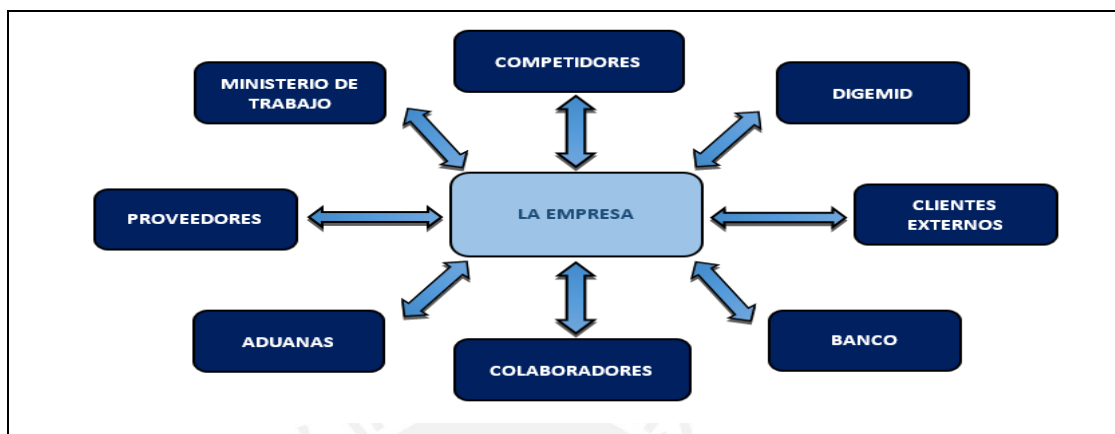 COMPETIDORES
MINISTERIO DE
TRABAJO
DIGEMID
PROVEEDORES
LA EMPRESA
CLIENTES
EXTERNOS
ADUANAS
COLABORADORES
BANCO